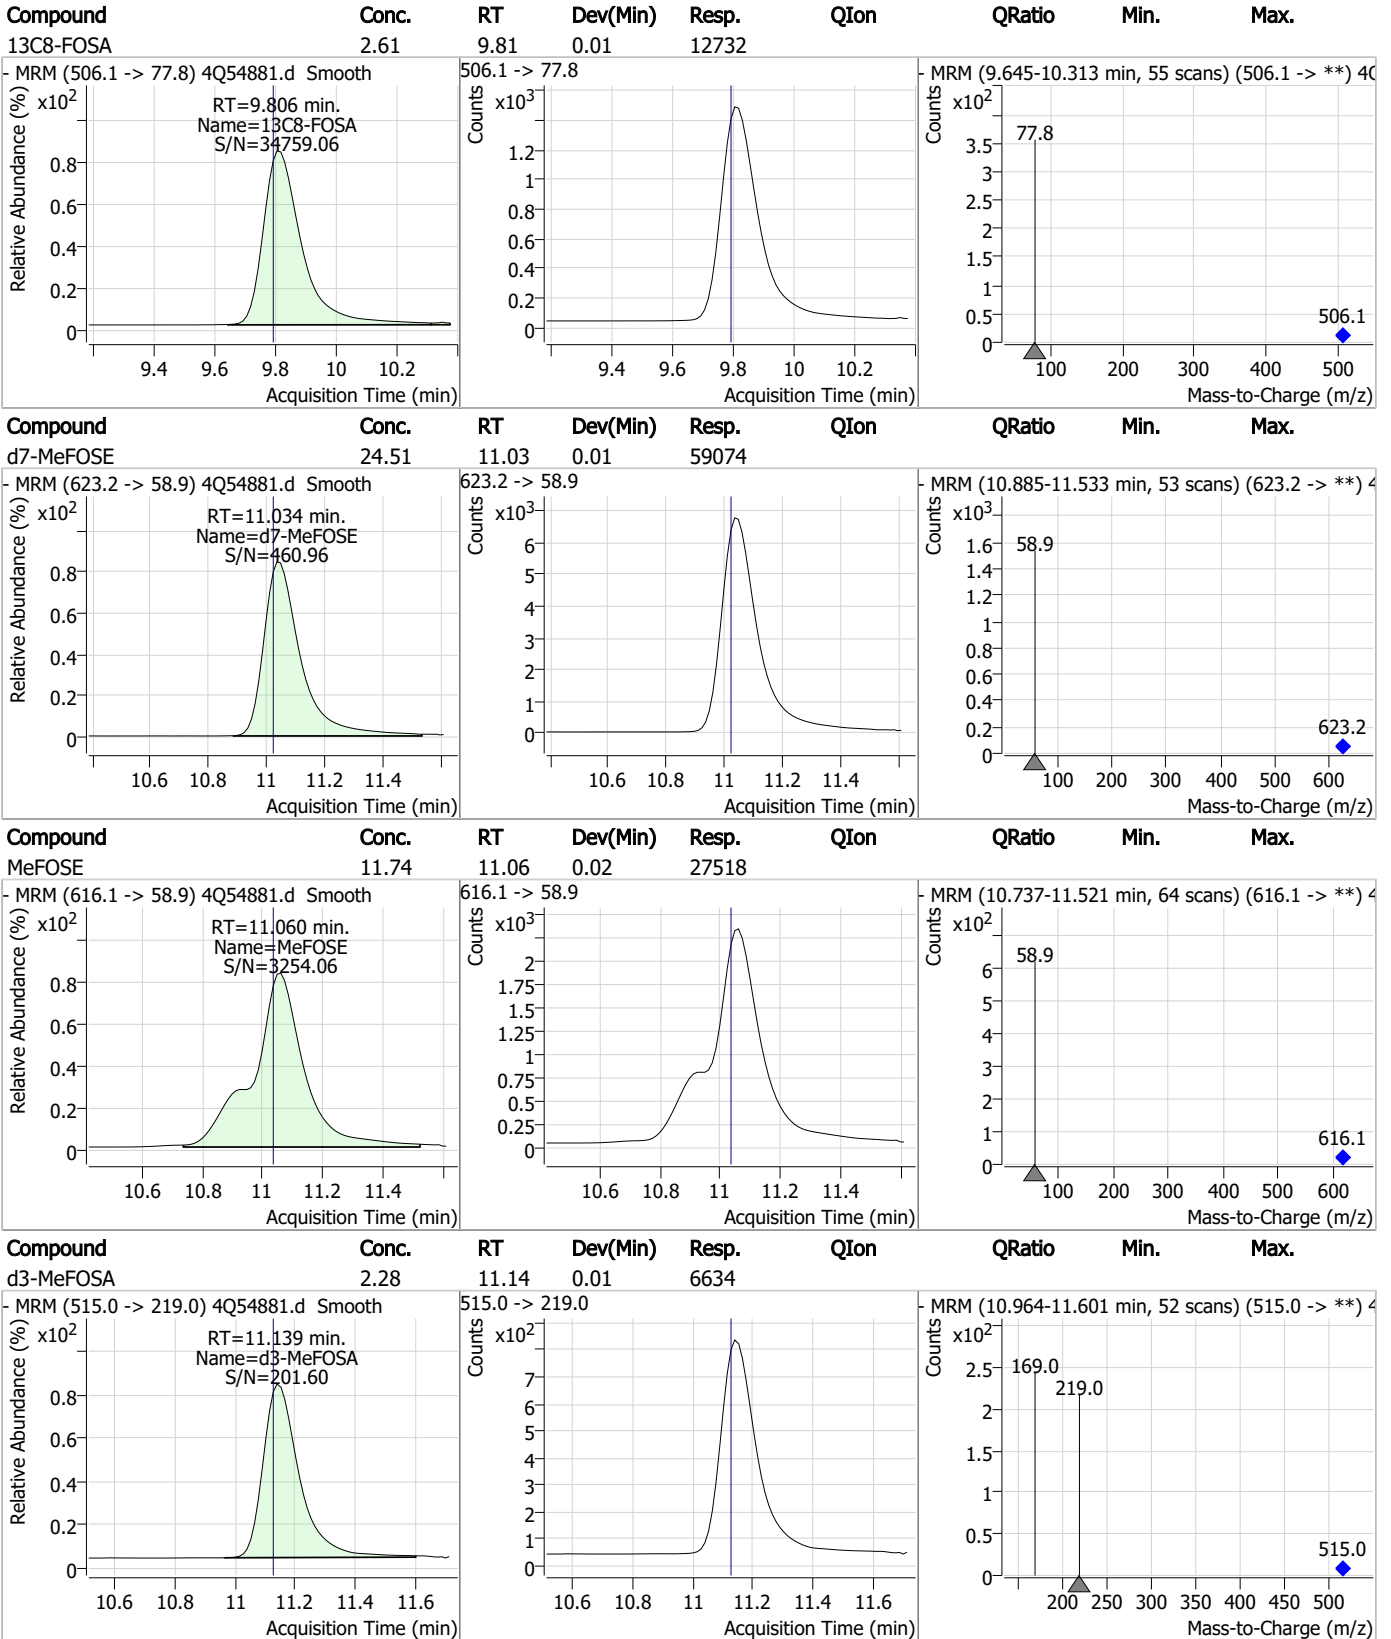 Compound Conc. RT Dev(Min) Resp. QIon QRatio Min. Max.
13C8-FOSA 2.61 9.81 0.01 12732
- MRM (506.1 -> 77.8) 4Q54881.d Smooth
x10²
RT=9.806 min.
Name=13C8-FOSA
S/N=34759.06
Relative Abundance (%)
0.8
0.6
0.4
0.2
0
9.4 9.6 9.8 10 10.2
Acquisition Time (min)
506.1 -> 77.8
Counts
x10³
1.2
1
0.8
0.6
0.4
0.2
0
9.4 9.6 9.8 10 10.2
Acquisition Time (min)
- MRM (9.645-10.313 min, 55 scans) (506.1 -> **) 4Q
Counts
x10²
77.8
3.5
3
2.5
2
1.5
1
0.5
0
506.1
100 200 300 400 500
Mass-to-Charge (m/z)
Compound Conc. RT Dev(Min) Resp. QIon QRatio Min. Max.
d7-MeFOSE 24.51 11.03 0.01 59074
- MRM (623.2 -> 58.9) 4Q54881.d Smooth
x10²
RT=11.034 min.
Name=d7-MeFOSE
S/N=460.96
Relative Abundance (%)
0.8
0.6
0.4
0.2
0
10.6 10.8 11 11.2 11.4
Acquisition Time (min)
623.2 -> 58.9
Counts
x10³
6
5
4
3
2
1
0
10.6 10.8 11 11.2 11.4
Acquisition Time (min)
- MRM (10.885-11.533 min, 53 scans) (623.2 -> **) 4
Counts
x10³
58.9
1.6
1.4
1.2
1
0.8
0.6
0.4
0.2
0
623.2
100 200 300 400 500 600
Mass-to-Charge (m/z)
Compound Conc. RT Dev(Min) Resp. QIon QRatio Min. Max.
MeFOSE 11.74 11.06 0.02 27518
- MRM (616.1 -> 58.9) 4Q54881.d Smooth
x10²
RT=11.060 min.
Name=MeFOSE
S/N=3254.06
Relative Abundance (%)
0.8
0.6
0.4
0.2
0
10.6 10.8 11 11.2 11.4
Acquisition Time (min)
616.1 -> 58.9
Counts
x10³
2
1.75
1.5
1.25
1
0.75
0.5
0.25
0
10.6 10.8 11 11.2 11.4
Acquisition Time (min)
- MRM (10.737-11.521 min, 64 scans) (616.1 -> **) 4
Counts
x10²
58.9
6
5
4
3
2
1
0
616.1
100 200 300 400 500 600
Mass-to-Charge (m/z)
Compound Conc. RT Dev(Min) Resp. QIon QRatio Min. Max.
d3-MeFOSA 2.28 11.14 0.01 6634
- MRM (515.0 -> 219.0) 4Q54881.d Smooth
x10²
RT=11.139 min.
Name=d3-MeFOSA
S/N=201.60
Relative Abundance (%)
0.8
0.6
0.4
0.2
0
10.6 10.8 11 11.2 11.4 11.6
Acquisition Time (min)
515.0 -> 219.0
Counts
x10²
7
6
5
4
3
2
1
0
10.6 10.8 11 11.2 11.4 11.6
Acquisition Time (min)
- MRM (10.964-11.601 min, 52 scans) (515.0 -> **) 4
Counts
x10²
169.0
219.0
2.5
2
1.5
1
0.5
0
515.0
200 250 300 350 400 450 500
Mass-to-Charge (m/z)